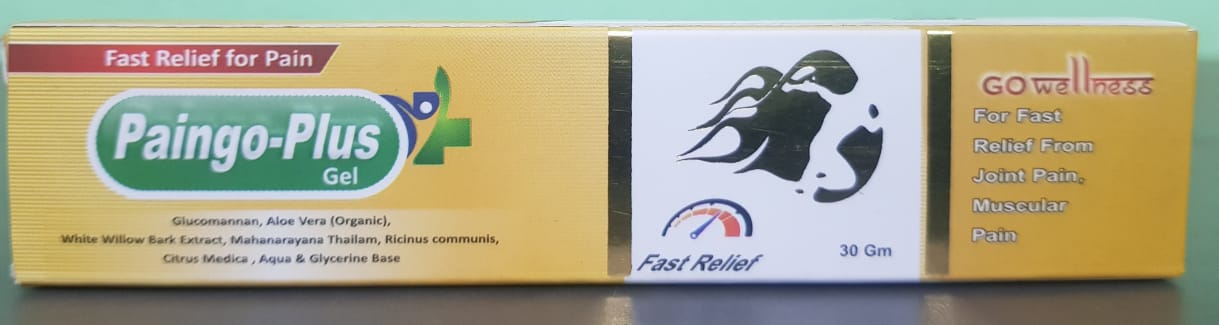 Fast Relief for Pain
Paingo-Plus
Gel
Glucomannan, Aloe Vera (Organic),
White Willow Bark Extract, Mahanarayana Thailam, Ricinus communis,
Citrus Medica , Aqua & Glycerine Base
Fast Relief
30 Gm
GO wellness
For Fast
Relief From
Joint Pain,
Muscular
Pain